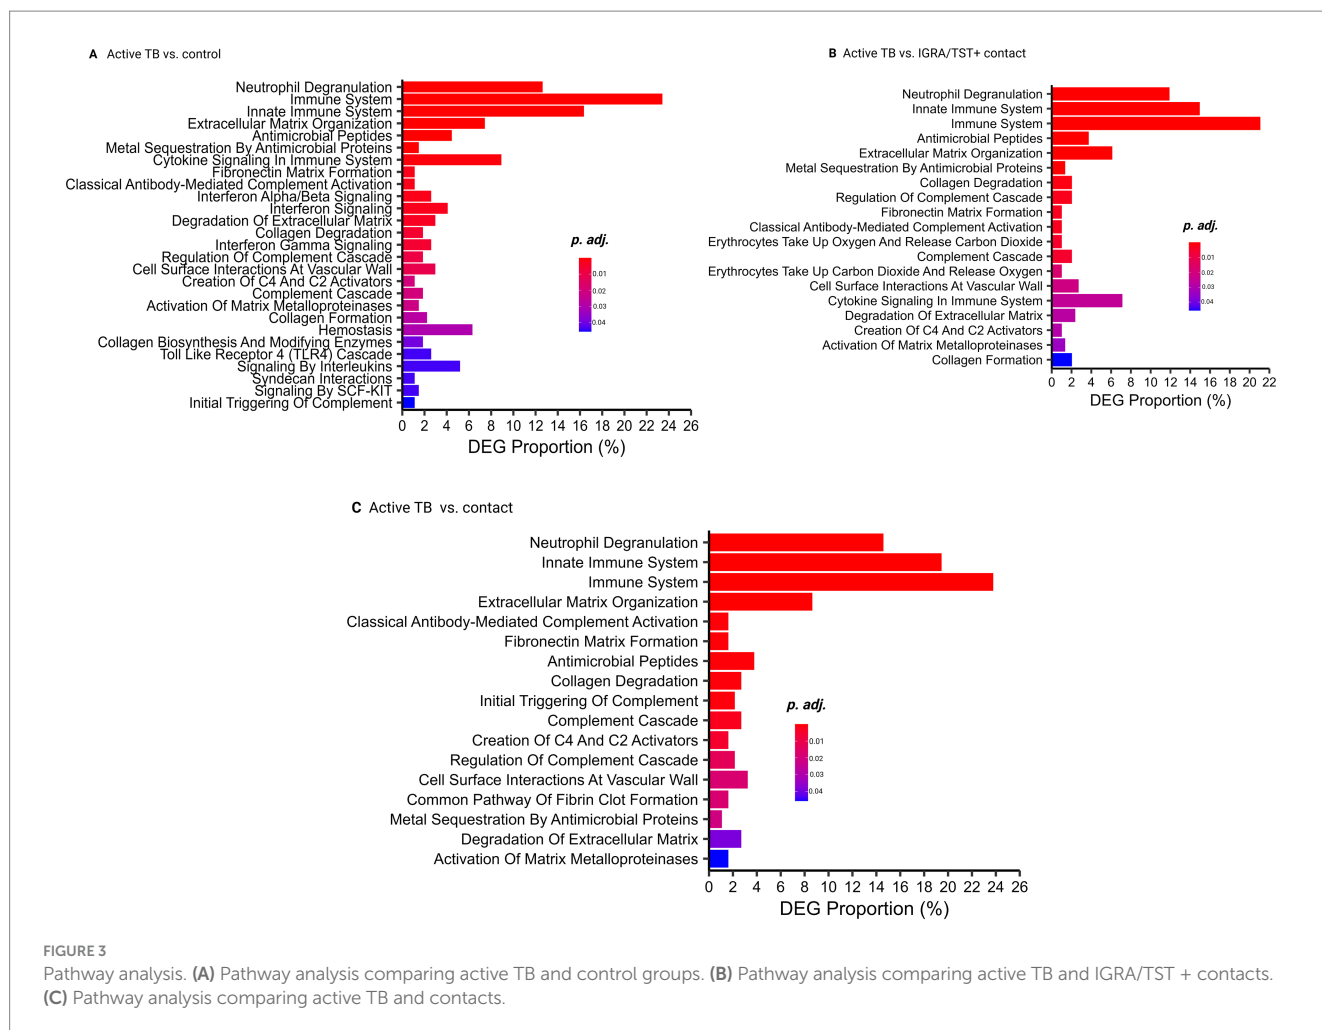 A Active TB vs. control
Neutrophil Degranulation
Immune System
Innate Immune System
Extracellular Matrix Organization
Antimicrobial Peptides
Metal Sequestration By Antimicrobial Proteins
Cytokine Signaling In Immune System
Fibronectin Matrix Formation
Classical Antibody-Mediated Complement Activation
Interferon Alpha/Beta Signaling
Interferon Signaling
Degradation Of Extracellular Matrix
Collagen Degradation
Interferon Gamma Signaling
Regulation Of Complement Cascade
Cell Surface Interactions At Vascular Wall
Creation Of C4 And C2 Activators
Complement Cascade
Activation Of Matrix Metalloproteinases
Collagen Formation
Hemostasis
Collagen Biosynthesis And Modifying Enzymes
Toll Like Receptor 4 (TLR4) Cascade
Signaling By Interleukins
Syndecan Interactions
Signaling By SCF-KIT
Initial Triggering Of Complement
p. adj.
0.01
0.02
0.03
0.04
0 2 4 6 8 10 12 14 16 18 20 22 24 26
DEG Proportion (%)
B Active TB vs. IGRA/TST+ contact
Neutrophil Degranulation
Innate Immune System
Immune System
Antimicrobial Peptides
Extracellular Matrix Organization
Metal Sequestration By Antimicrobial Proteins
Collagen Degradation
Regulation Of Complement Cascade
Fibronectin Matrix Formation
Classical Antibody-Mediated Complement Activation
Erythrocytes Take Up Oxygen And Release Carbon Dioxide
Complement Cascade
Erythrocytes Take Up Carbon Dioxide And Release Oxygen
Cell Surface Interactions At Vascular Wall
Cytokine Signaling In Immune System
Degradation Of Extracellular Matrix
Creation Of C4 And C2 Activators
Activation Of Matrix Metalloproteinases
Collagen Formation
p. adj.
0.01
0.02
0.03
0.04
0 2 4 6 8 10 12 14 16 18 20 22
DEG Proportion (%)
C Active TB vs. contact
Neutrophil Degranulation
Innate Immune System
Immune System
Extracellular Matrix Organization
Classical Antibody-Mediated Complement Activation
Fibronectin Matrix Formation
Antimicrobial Peptides
Collagen Degradation
Initial Triggering Of Complement
Complement Cascade
Creation Of C4 And C2 Activators
Regulation Of Complement Cascade
Cell Surface Interactions At Vascular Wall
Common Pathway Of Fibrin Clot Formation
Metal Sequestration By Antimicrobial Proteins
Degradation Of Extracellular Matrix
Activation Of Matrix Metalloproteinases
p. adj.
0.01
0.02
0.03
0.04
0 2 4 6 8 10 12 14 16 18 20 22 24 26
DEG Proportion (%)
FIGURE 3
Pathway analysis. (A) Pathway analysis comparing active TB and control groups. (B) Pathway analysis comparing active TB and IGRA/TST + contacts.
(C) Pathway analysis comparing active TB and contacts.